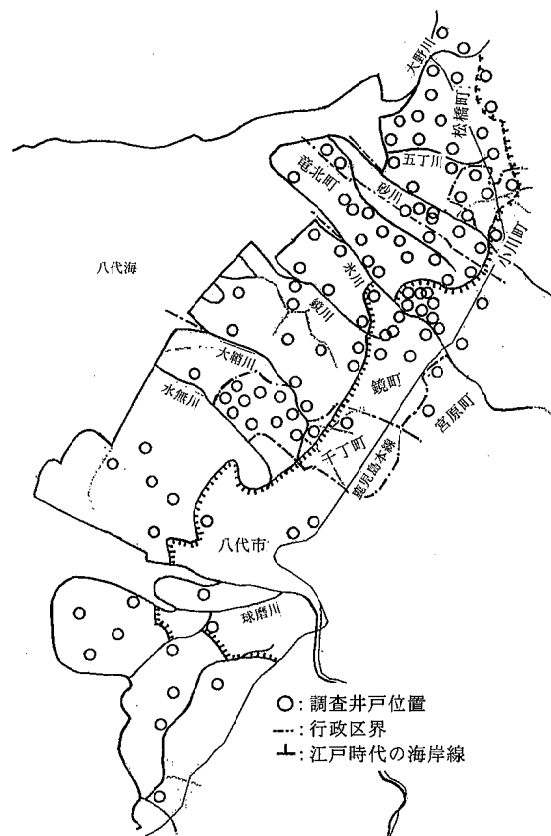 大野川
松橋町
五丁川
竜北町
砂川
小川町
八代海
氷川
鏡川
大鞘川
鏡町
水無川
宮原町
千丁町
鹿児島本線
八代市
球磨川
○:調査井戸位置
-·-:行政区界
┻:江戸時代の海岸線